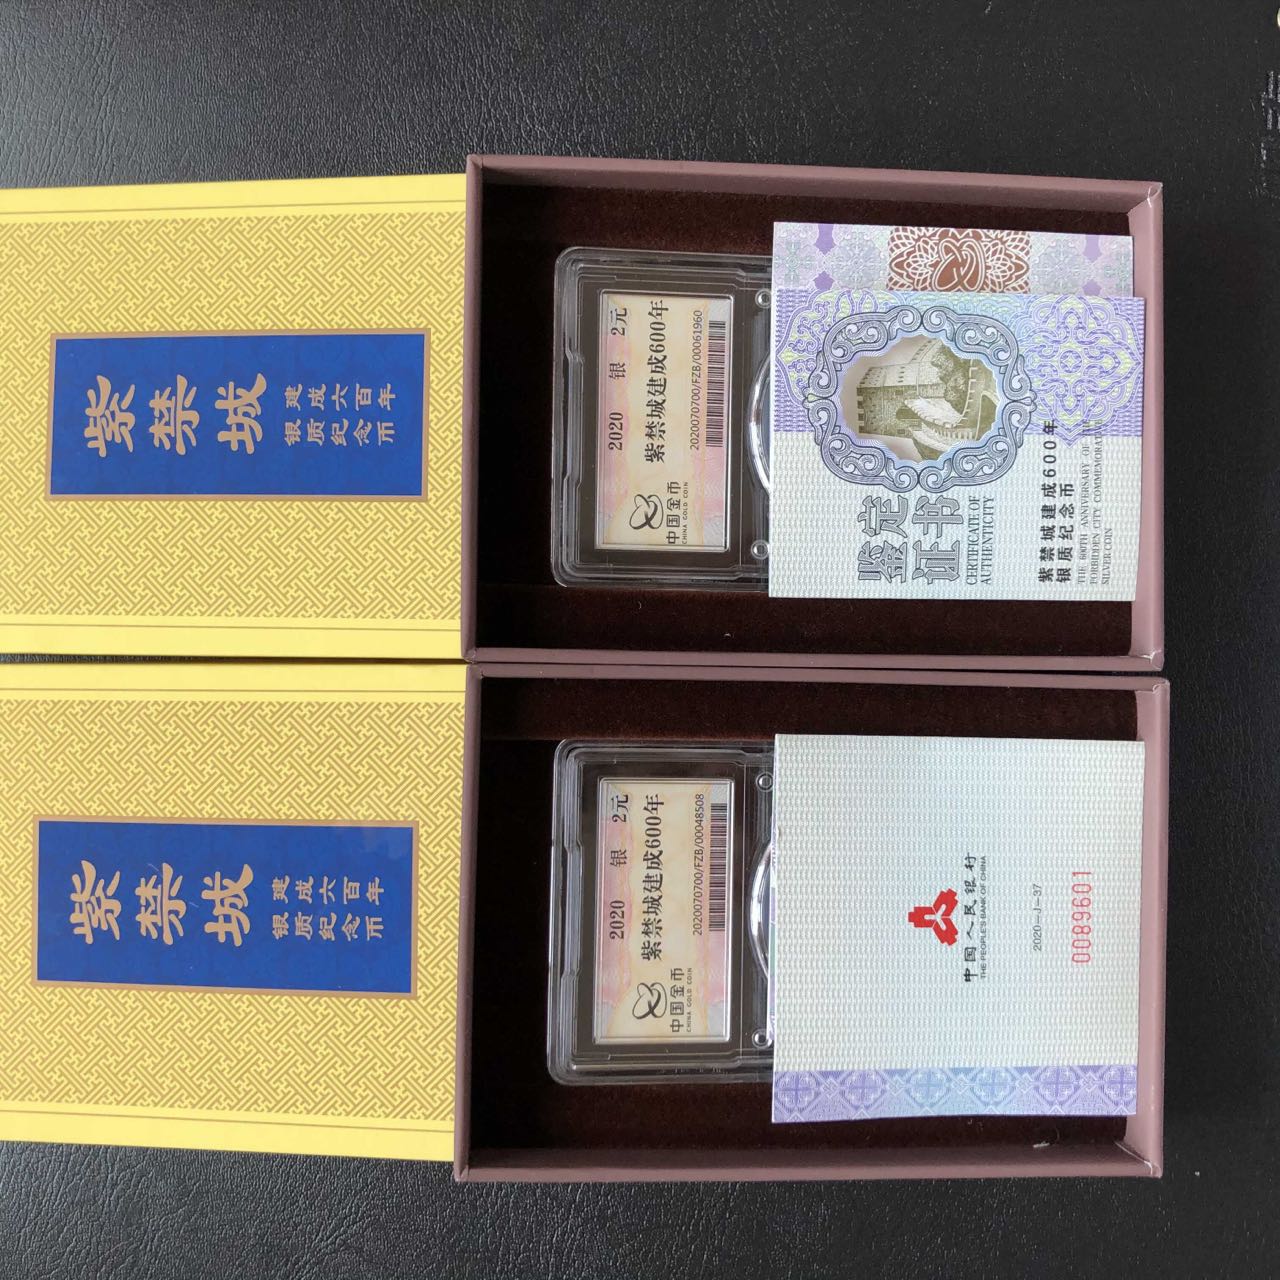 紫禁城
建成六百年
银质纪念币
2020 银 2元
紫禁城建成600年
2020070700/FZB/00061960
中国金币
CHINA GOLD COIN
鉴定
证书
CERTIFICATE OF
AUTHENTICITY
紫禁城建成600年
银质纪念币
THE 600TH ANNIVERSARY OF
FORBIDDEN CITY COMMEMORATIVE
SILVER COIN
紫禁城
建成六百年
银质纪念币
2020 银 2元
紫禁城建成600年
2020070700/FZB/00048508
中国金币
CHINA GOLD COIN
中国人民银行
THE PEOPLE'S BANK OF CHINA
2020-J-37
0089601